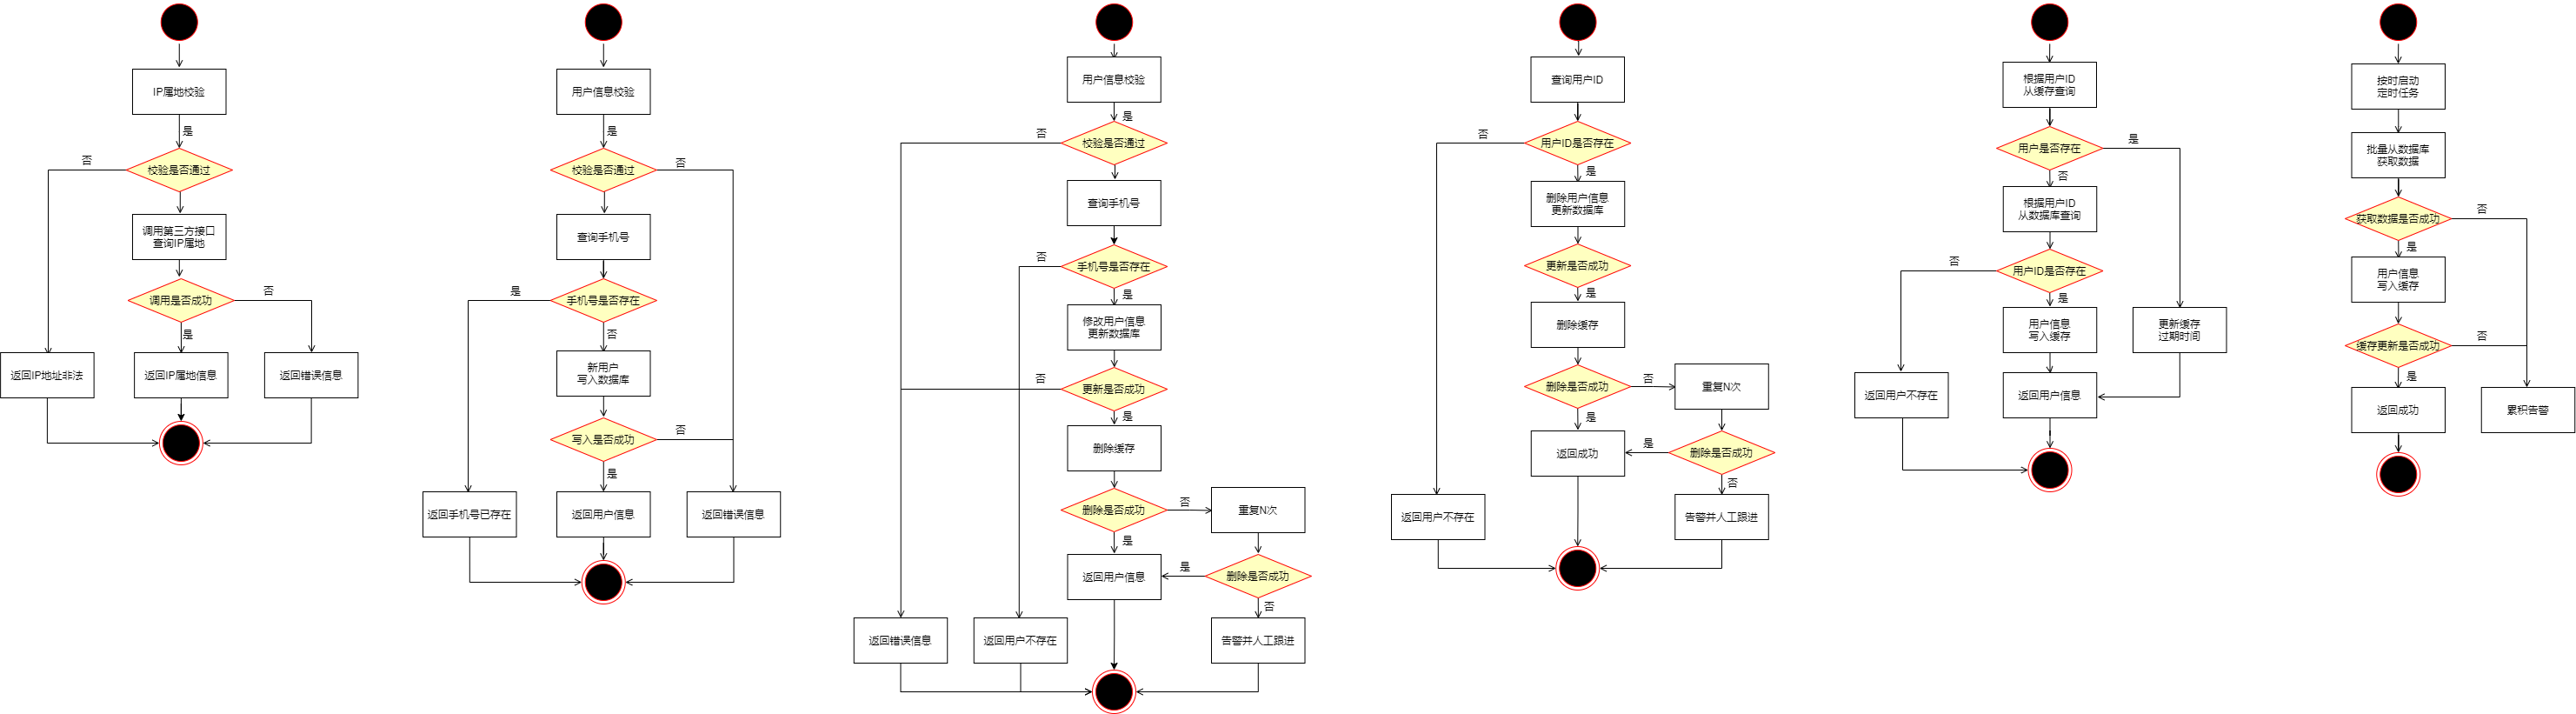 IP属地校验
是
校验是否通过
否
调用第三方接口
查询IP属地
调用是否成功
否
是
返回IP地址非法
返回IP属地信息
返回错误信息
用户信息校验
是
校验是否通过
否
查询手机号
手机号是否存在
是
否
新用户
写入数据库
写入是否成功
否
是
返回手机号已存在
返回用户信息
返回错误信息
用户信息校验
是
校验是否通过
否
查询手机号
手机号是否存在
否
是
修改用户信息
更新数据库
更新是否成功
否
是
删除缓存
删除是否成功
否
重复N次
是
返回用户信息
是
删除是否成功
否
返回错误信息
返回用户不存在
告警并人工跟进
查询用户ID
用户ID是否存在
否
是
删除用户信息
更新数据库
更新是否成功
是
删除缓存
删除是否成功
否
重复N次
是
返回成功
是
删除是否成功
否
返回用户不存在
告警并人工跟进
根据用户ID
从缓存查询
用户是否存在
是
否
根据用户ID
从数据库查询
用户ID是否存在
否
是
用户信息
写入缓存
更新缓存
过期时间
返回用户不存在
返回用户信息
按时启动
定时任务
批量从数据库
获取数据
获取数据是否成功
否
是
用户信息
写入缓存
缓存更新是否成功
否
是
返回成功
累积告警